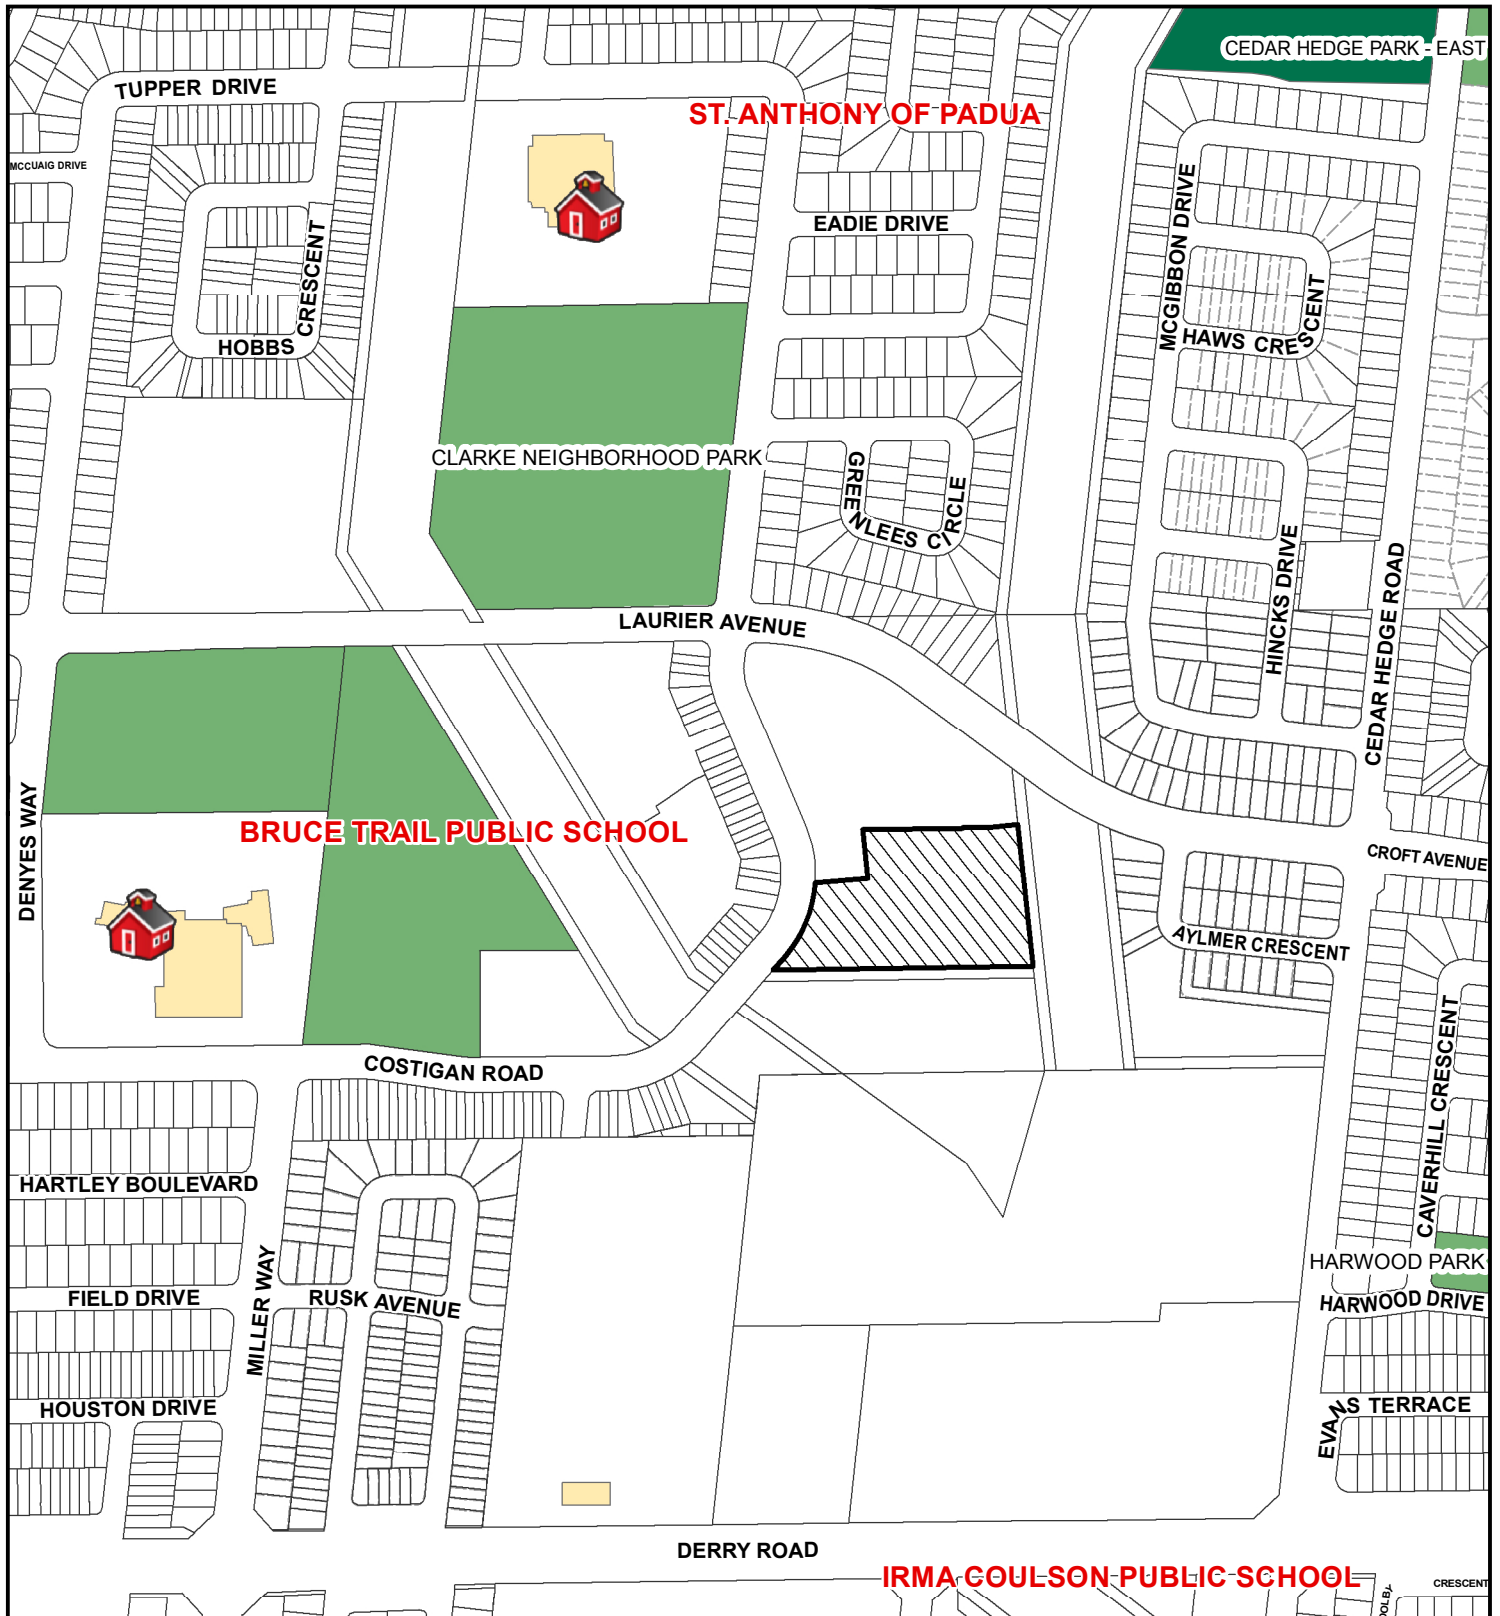 CEDAR HEDGE PARK - EAST
TUPPER DRIVE
ST. ANTHONY OF PADUA
MCCUAIG DRIVE
EADIE DRIVE
MCGIBBON DRIVE
HOBBS CRESCENT
HAWS CRESCENT
CLARKE NEIGHBORHOOD PARK
GREENLEES CIRCLE
HINCKS DRIVE
CEDAR HEDGE ROAD
LAURIER AVENUE
DENYES WAY
BRUCE TRAIL PUBLIC SCHOOL
CROFT AVENUE
AYLMER CRESCENT
COSTIGAN ROAD
CAVERHILL CRESCENT
HARTLEY BOULEVARD
HARWOOD PARK
FIELD DRIVE
MILLER WAY
RUSK AVENUE
HARWOOD DRIVE
HOUSTON DRIVE
EVANS TERRACE
DERRY ROAD
IRMA COULSON PUBLIC SCHOOL
CRESCENT